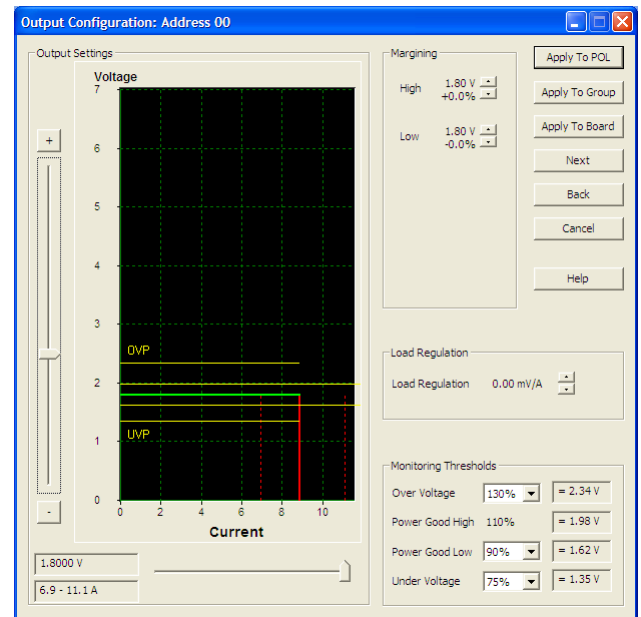 Output Configuration: Address 00
Output Settings
Voltage
7
6
5
4
3
2
1
0
OVP
UVP
0 2 4 6 8 10
Current
+
-
1.8000 V
6.9 - 11.1 A
Margining
High 1.80 V
+0.0%
Low 1.80 V
-0.0%
Apply To POL
Apply To Group
Apply To Board
Next
Back
Cancel
Help
Load Regulation
Load Regulation 0.00 mV/A
Monitoring Thresholds
Over Voltage 130% = 2.34 V
Power Good High 110% = 1.98 V
Power Good Low 90% = 1.62 V
Under Voltage 75% = 1.35 V